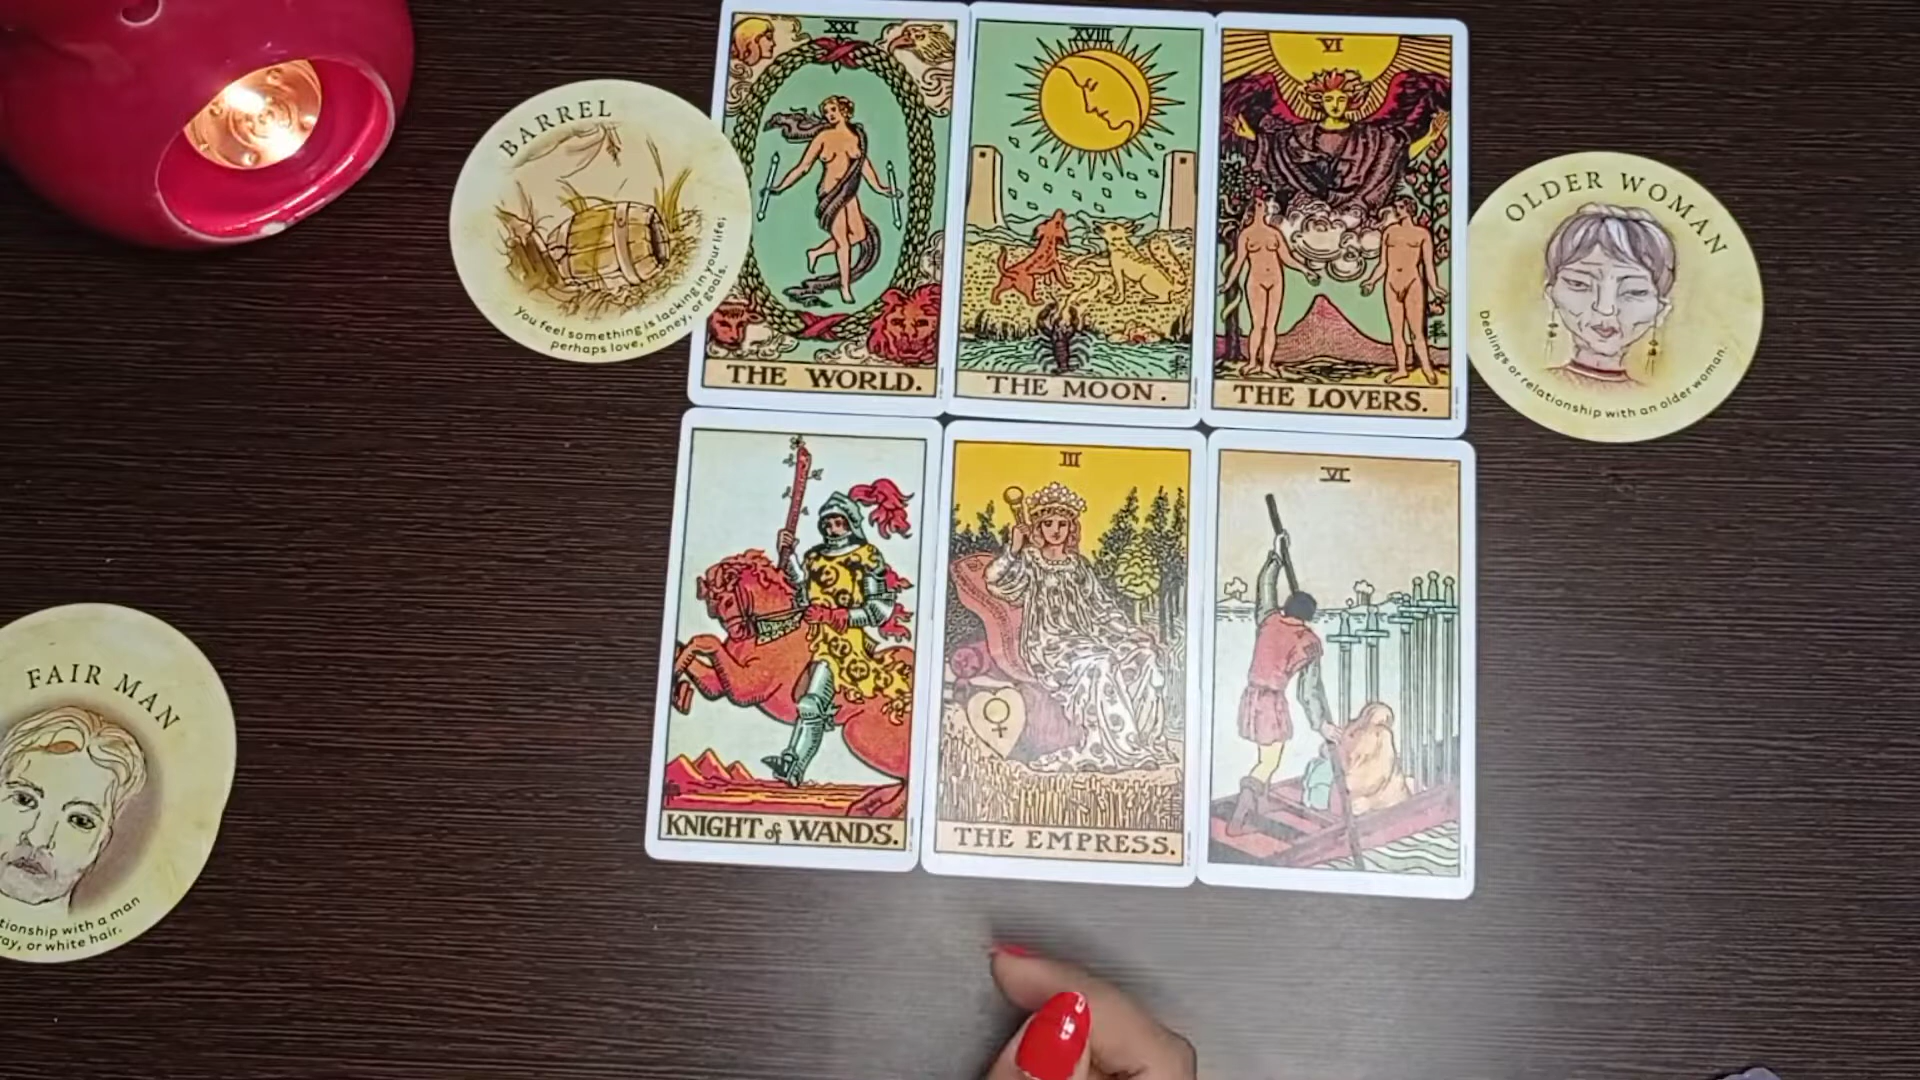 BARREL
You feel something is lacking in your life;
perhaps love, money, or goals.
XXI
THE WORLD.
XVIII
THE MOON.
VI
THE LOVERS.
OLDER WOMAN
Dealings or relationship with an older woman.
KNIGHT of WANDS.
III
THE EMPRESS.
VI
FAIR MAN
tionship with a man
ray, or white hair.